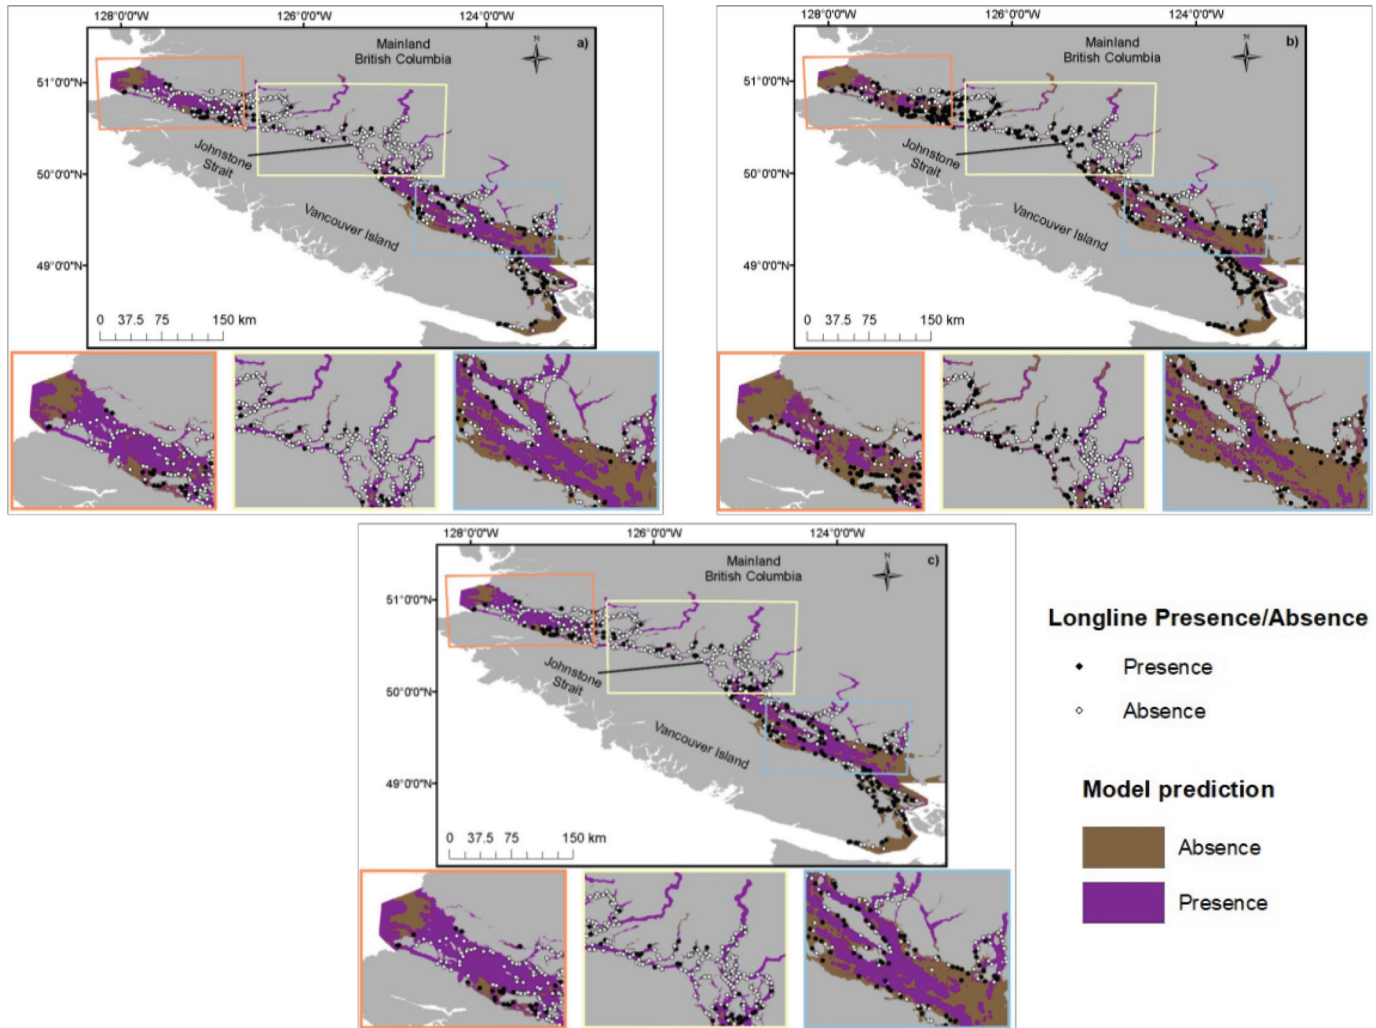 128°0'0"W 126°0'0"W 124°0'0"W
a)
N
Mainland
British Columbia
51°0'0"N
Johnstone
Strait
50°0'0"N
Vancouver Island
49°0'0"N
0 37.5 75 150 km
128°0'0"W 126°0'0"W 124°0'0"W
b)
N
Mainland
British Columbia
51°0'0"N
Johnstone
Strait
50°0'0"N
Vancouver Island
49°0'0"N
0 37.5 75 150 km
128°0'0"W 126°0'0"W 124°0'0"W
c)
N
Mainland
British Columbia
51°0'0"N
Johnstone
Strait
50°0'0"N
Vancouver Island
49°0'0"N
0 37.5 75 150 km
Longline Presence/Absence
Presence
Absence
Model prediction
Absence
Presence